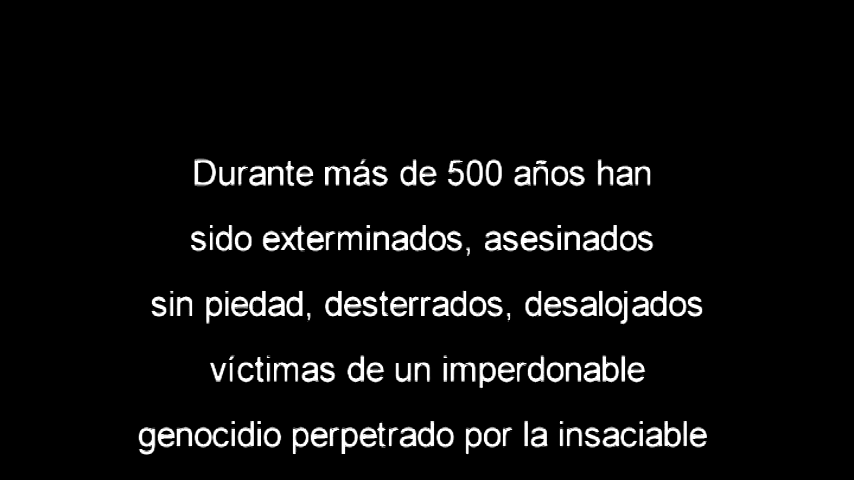 Durante más de 500 años han
sido exterminados, asesinados
sin piedad, desterrados, desalojados
víctimas de un imperdonable
genocidio perpetrado por la insaciable